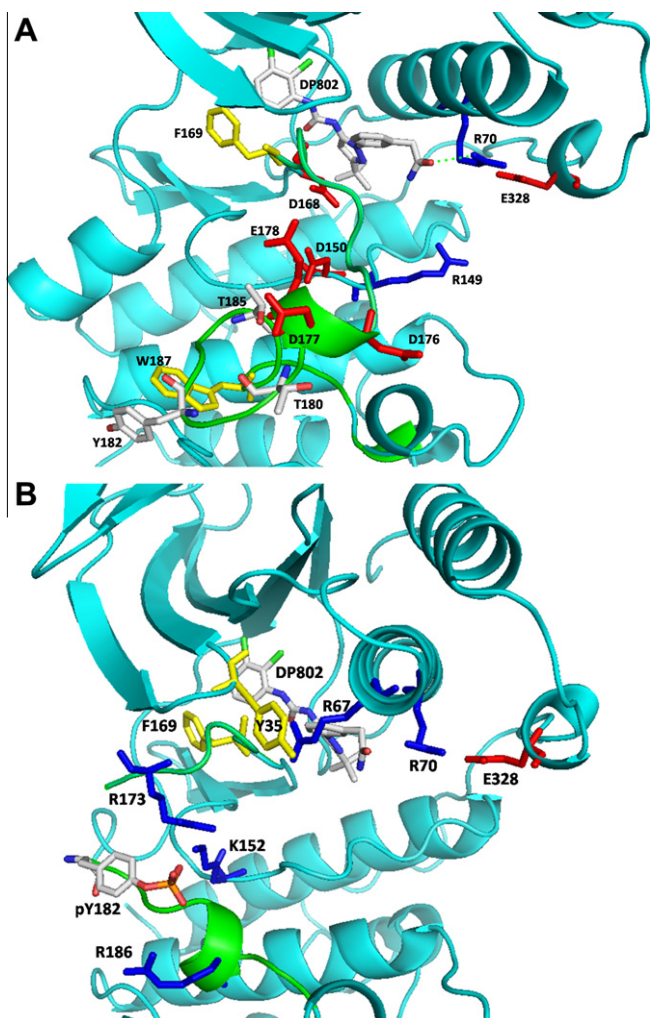 A
DP802
F169
R70
D168
E328
E178
D150
R149
T185
D177
D176
W187
T180
Y182
B
DP802
R67
F169
Y35
R70
E328
R173
K152
pY182
R186